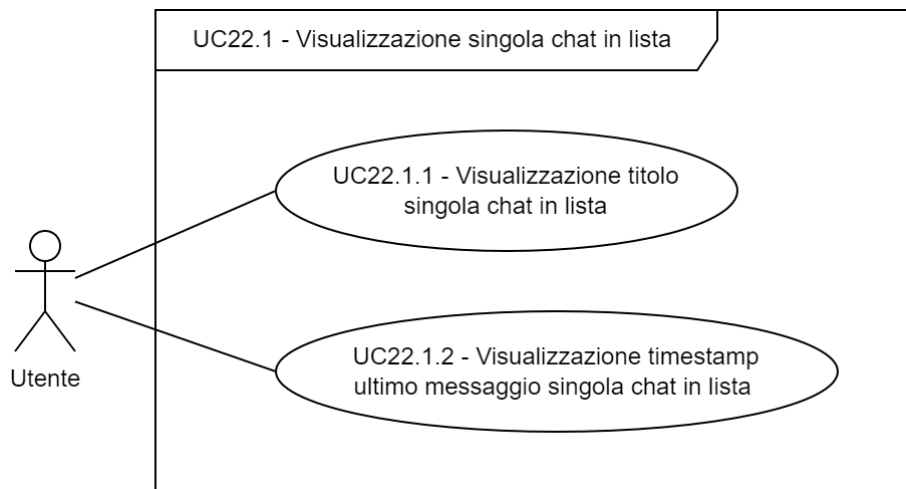 UC22.1 - Visualizzazione singola chat in lista
UC22.1.1 - Visualizzazione titolo
singola chat in lista
Utente
UC22.1.2 - Visualizzazione timestamp
ultimo messaggio singola chat in lista